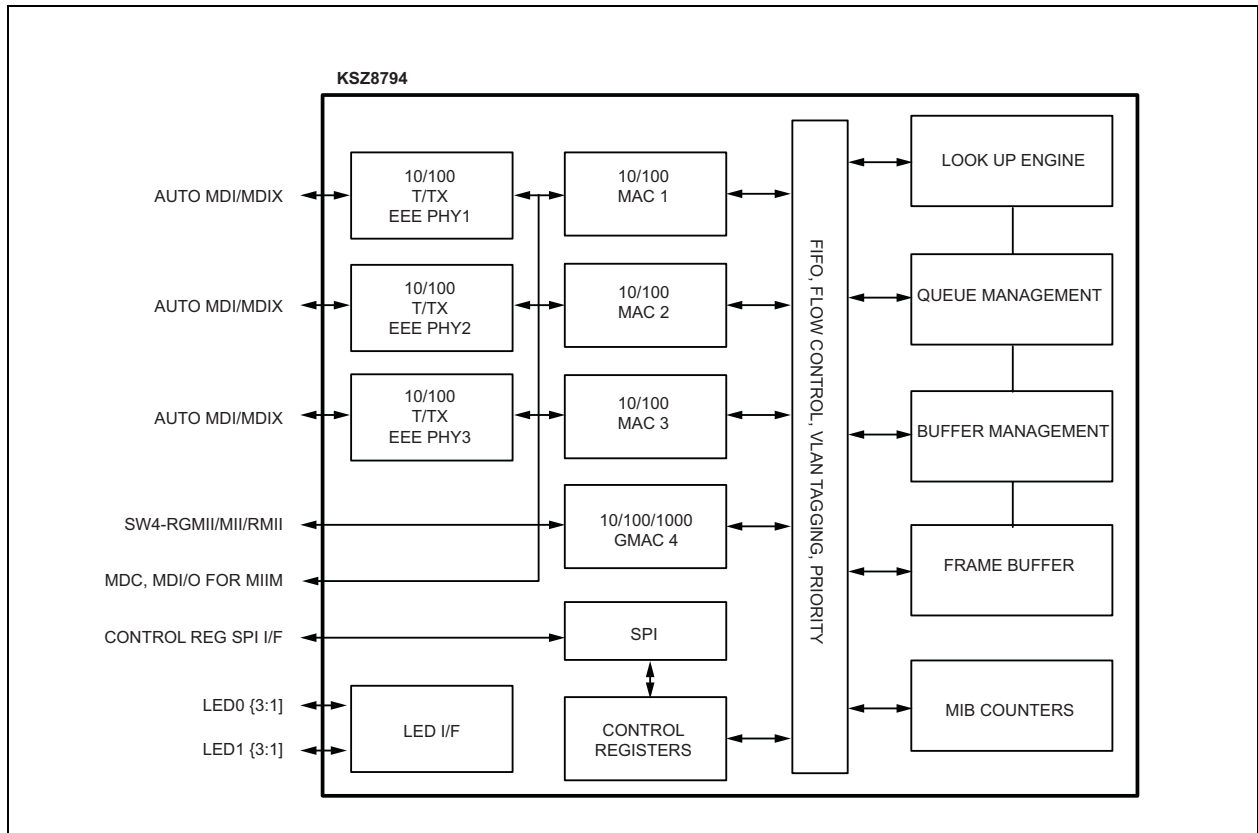 KSZ8794
AUTO MDI/MDIX
10/100
T/TX
EEE PHY1
10/100
MAC 1
LOOK UP ENGINE
AUTO MDI/MDIX
10/100
T/TX
EEE PHY2
10/100
MAC 2
QUEUE MANAGEMENT
AUTO MDI/MDIX
10/100
T/TX
EEE PHY3
10/100
MAC 3
BUFFER MANAGEMENT
SW4-RGMII/MII/RMII
10/100/1000
GMAC 4
FIFO, FLOW CONTROL, VLAN TAGGING, PRIORITY
FRAME BUFFER
MDC, MDI/O FOR MIIM
CONTROL REG SPI I/F
SPI
LED0 {3:1]
LED1 {3:1]
LED I/F
CONTROL
REGISTERS
MIB COUNTERS